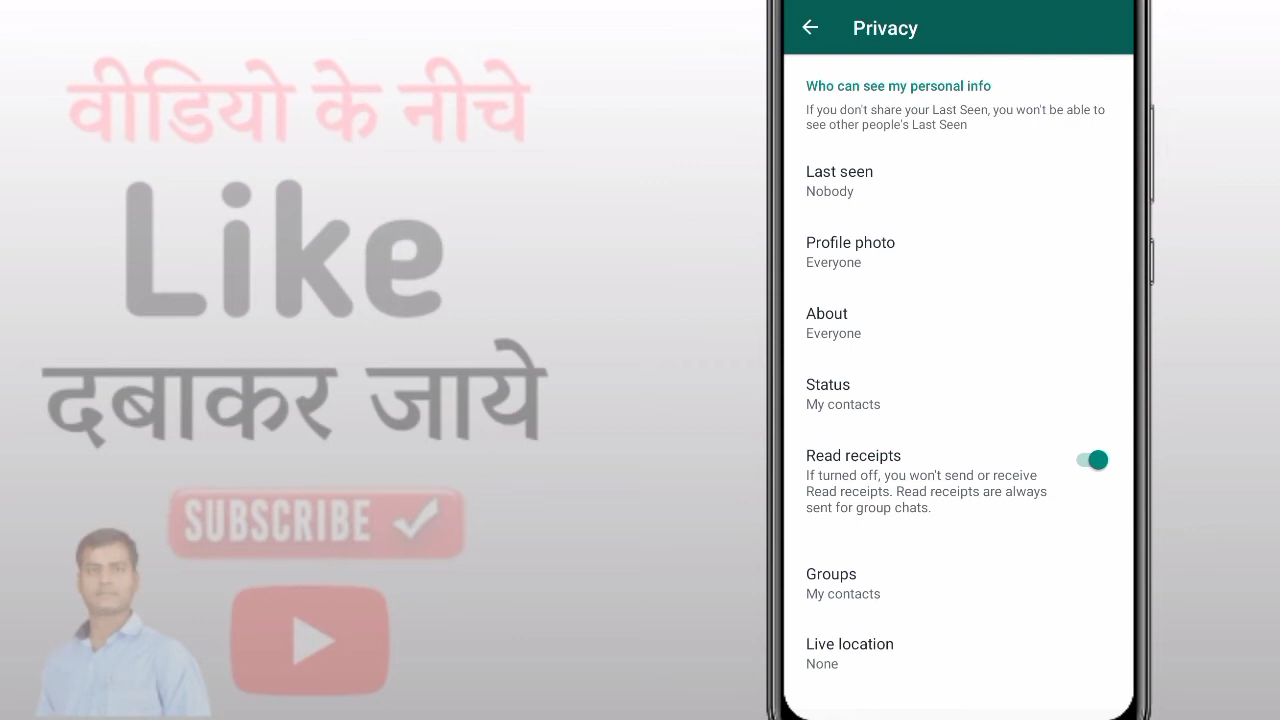 वीडियो के नीचे
Like
दबाकर जाये
SUBSCRIBE
Privacy
Who can see my personal info
If you don't share your Last Seen, you won't be able to
see other people's Last Seen
Last seen
Nobody
Profile photo
Everyone
About
Everyone
Status
My contacts
Read receipts
If turned off, you won't send or receive
Read receipts. Read receipts are always
sent for group chats.
Groups
My contacts
Live location
None